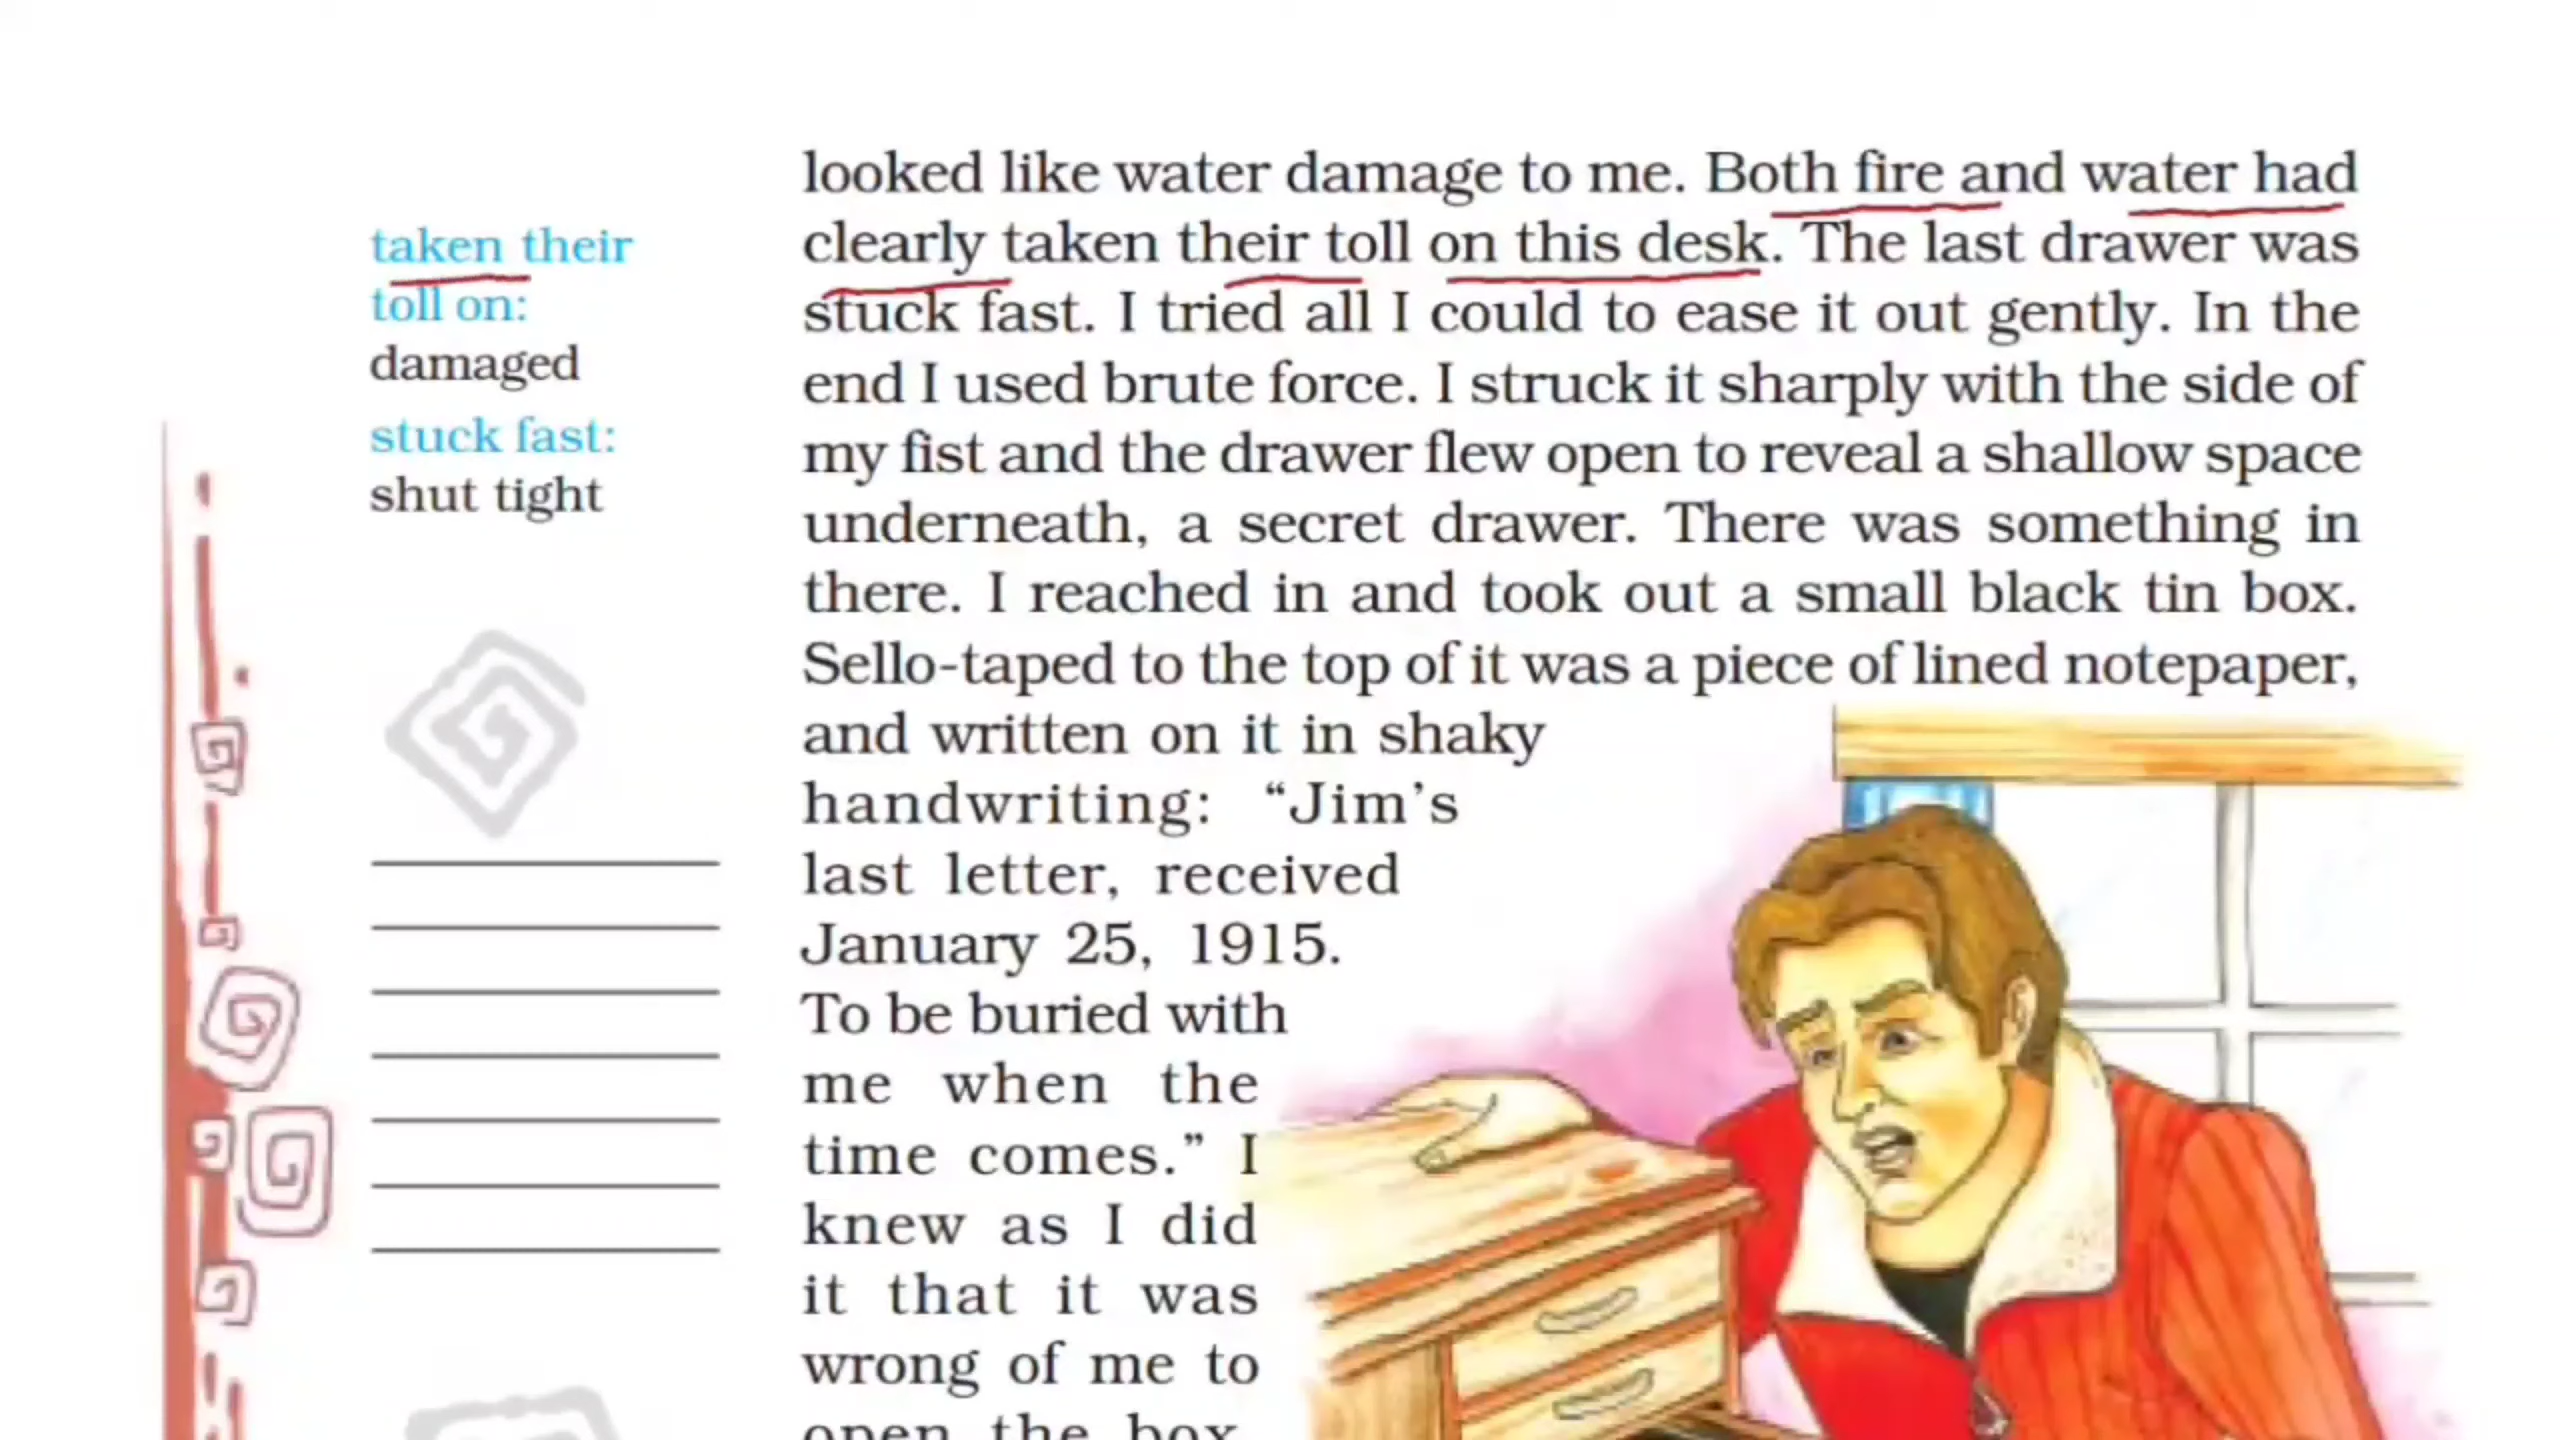 taken their
toll on:
damaged
stuck fast:
shut tight
looked like water damage to me. Both fire and water had
clearly taken their toll on this desk. The last drawer was
stuck fast. I tried all I could to ease it out gently. In the
end I used brute force. I struck it sharply with the side of
my fist and the drawer flew open to reveal a shallow space
underneath, a secret drawer. There was something in
there. I reached in and took out a small black tin box.
Sello-taped to the top of it was a piece of lined notepaper,
and written on it in shaky
handwriting: “Jim’s
last letter, received
January 25, 1915.
To be buried with
me when the
time comes.” I
knew as I did
it that it was
wrong of me to
open the box,